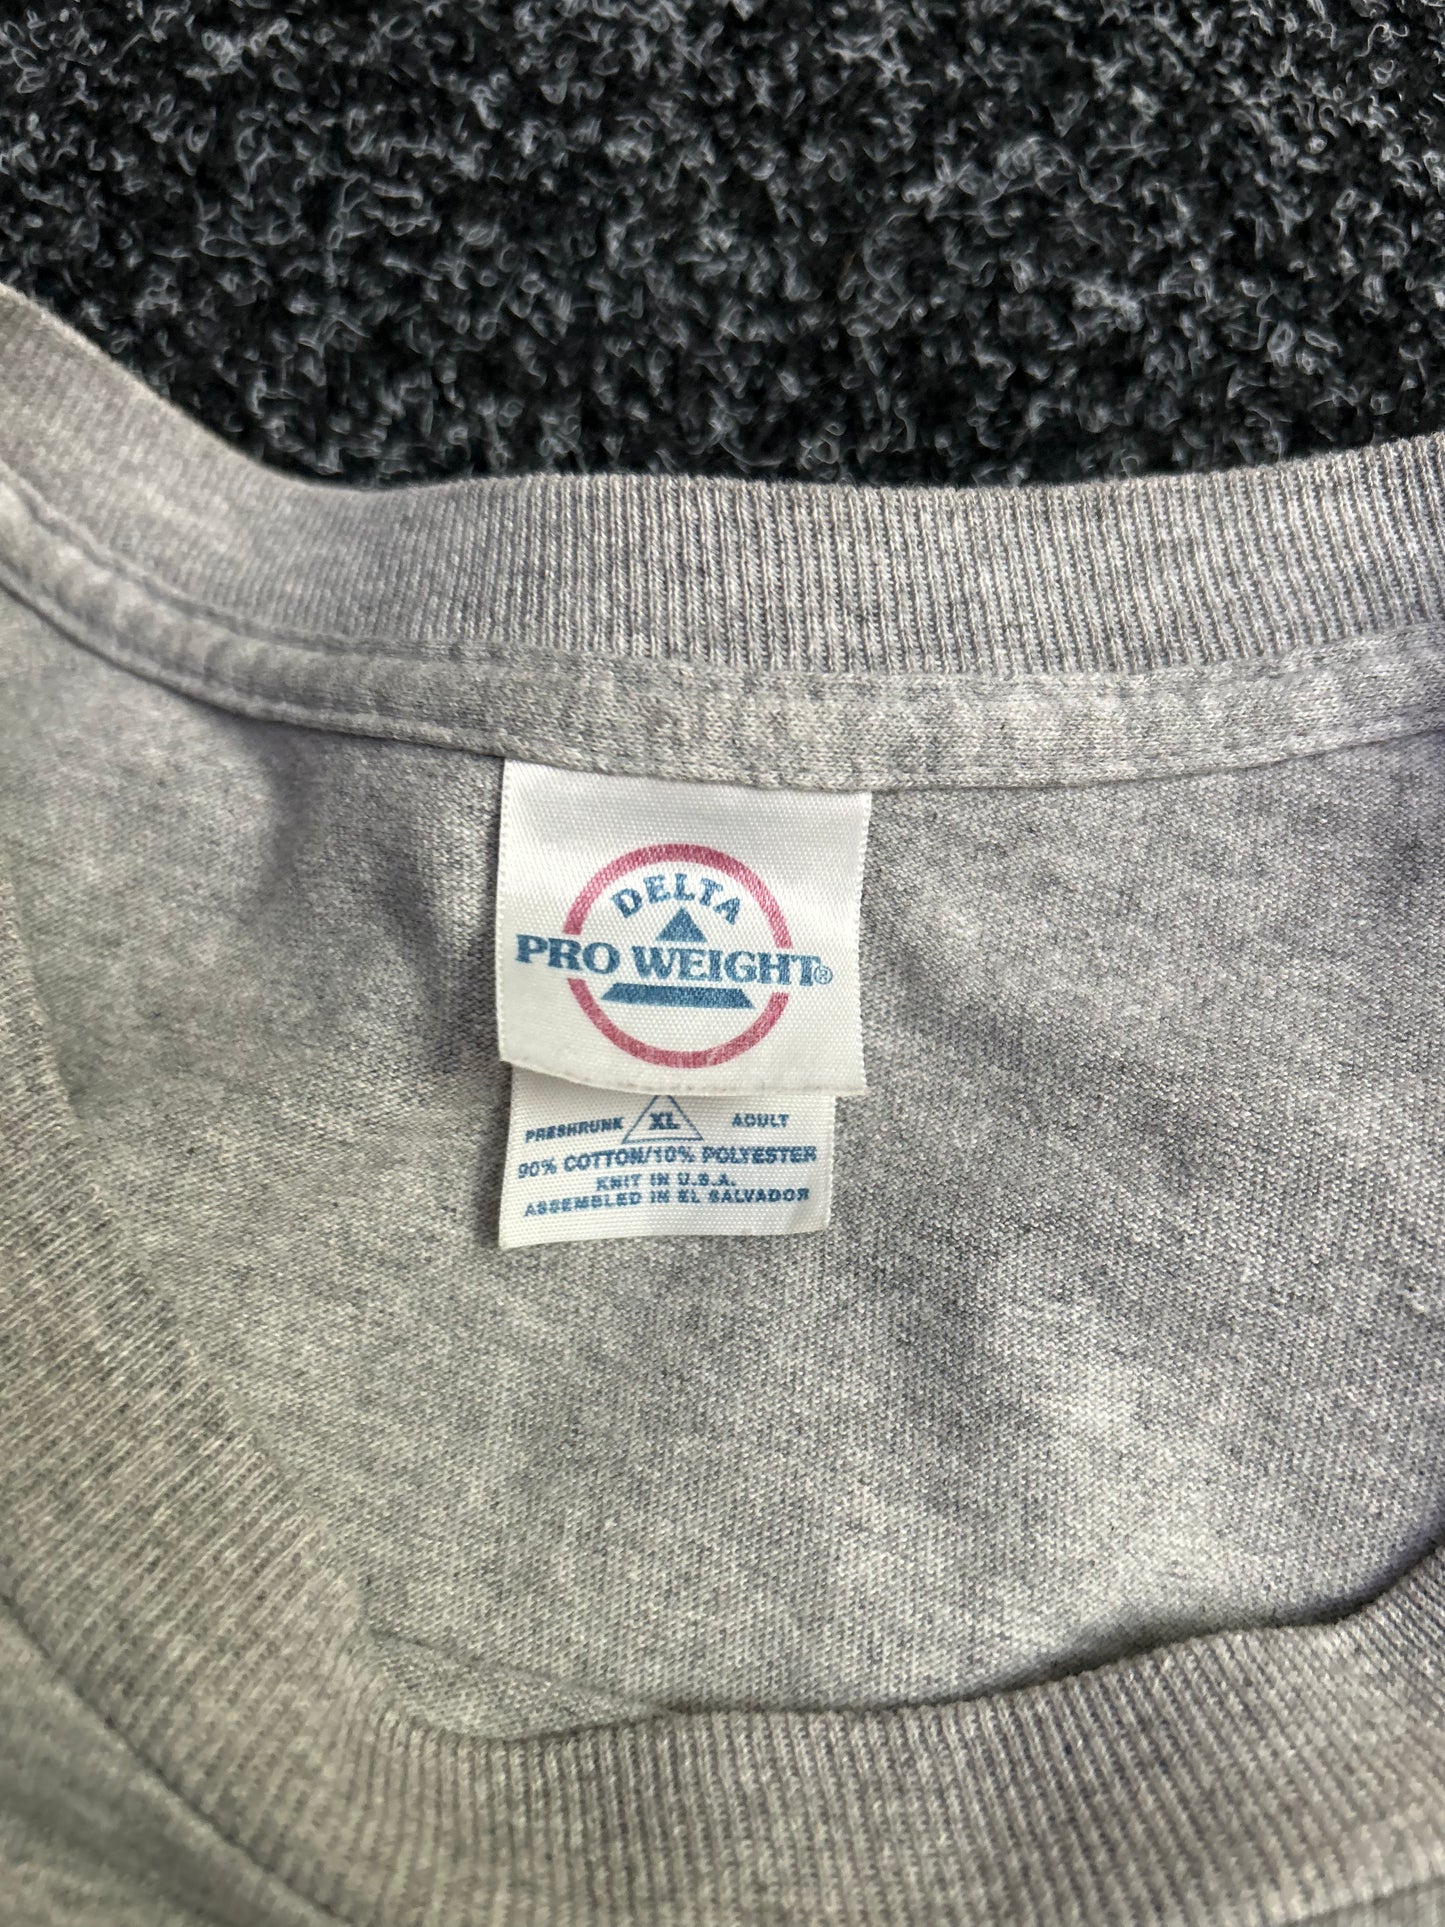 DELTA
PRO WEIGHT®
PRESHRUNK XL ADULT
90% COTTON/10% POLYESTER
KNIT IN U.S.A.
ASSEMBLED IN EL SALVADOR